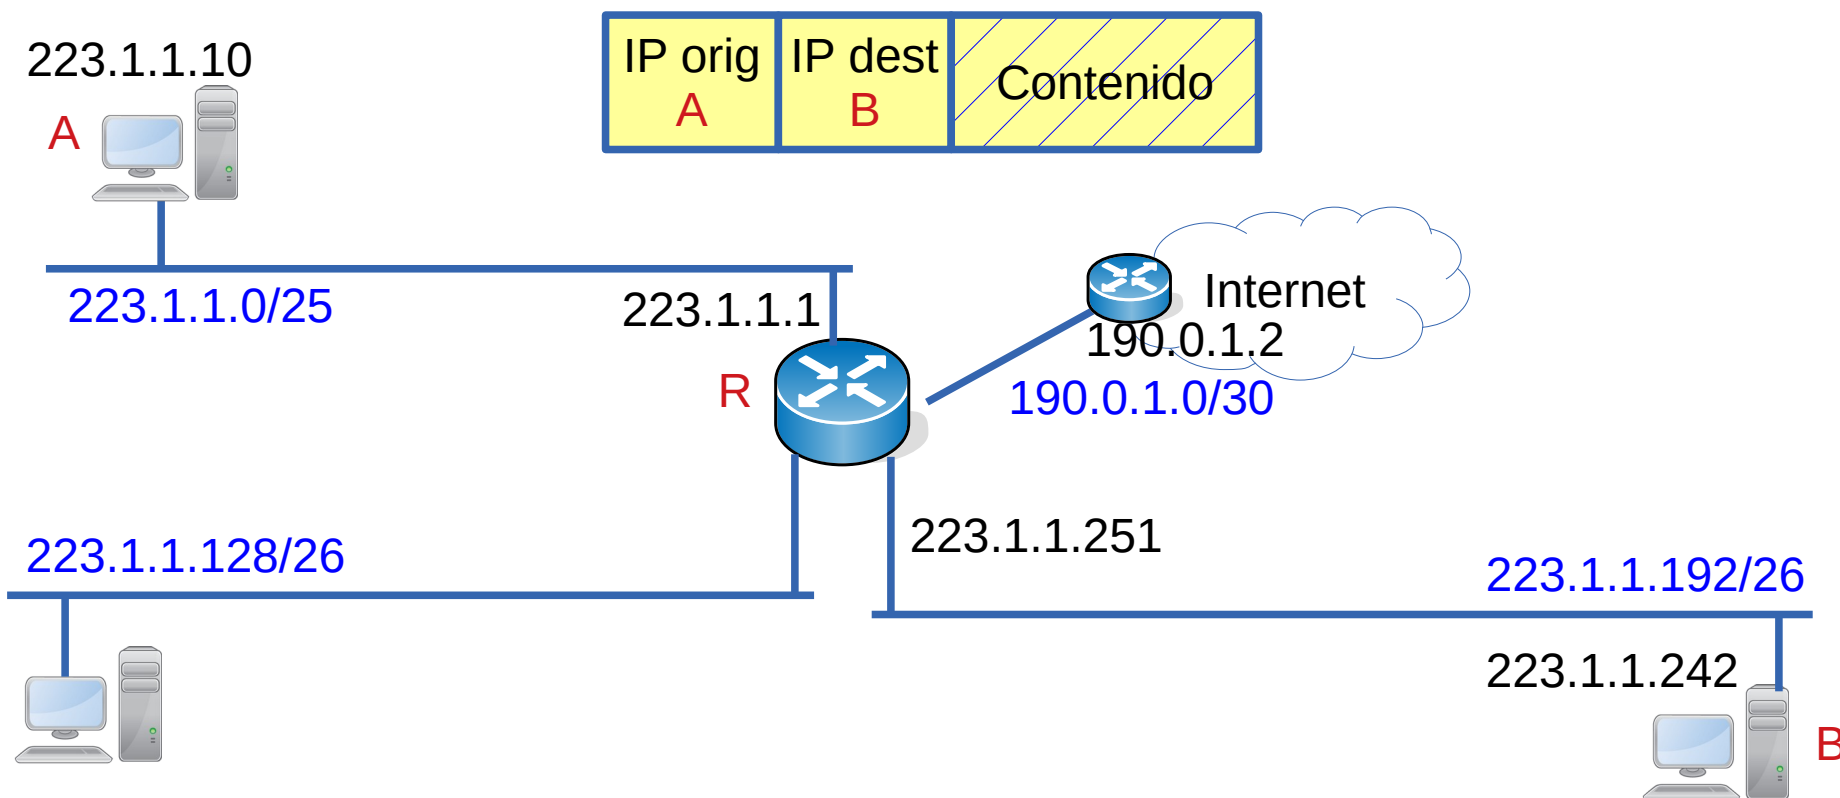 223.1.1.10
A
IP orig
A
IP dest
B
Contenido
223.1.1.0/25
223.1.1.1
Internet
190.0.1.2
190.0.1.0/30
R
223.1.1.128/26
223.1.1.251
223.1.1.192/26
223.1.1.242
B